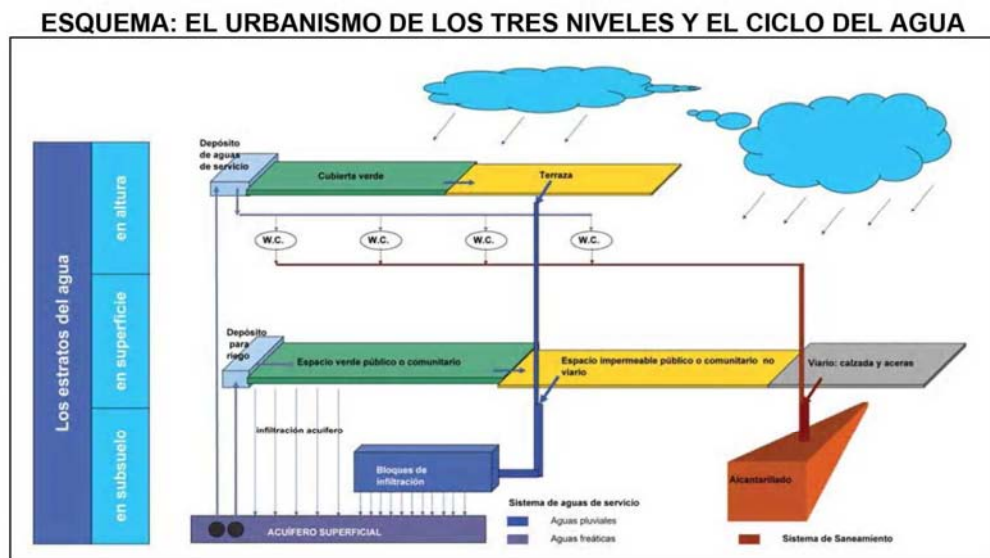 ESQUEMA: EL URBANISMO DE LOS TRES NIVELES Y EL CICLO DEL AGUA
Los estratos del agua
en altura
en superficie
en subsuelo
Depósito
de aguas
de servicio
Cubierta verde
Terraza
W.C.
W.C.
W.C.
W.C.
Depósito
para
riego
Espacio verde público o comunitario
Espacio impermeable público o comunitario no
viario
Viario: calzada y aceras
infiltración acuífero
Bloques de
infiltración
Alcantarillado
ACUÍFERO SUPERFICIAL
Sistema de aguas de servicio
Aguas pluviales
Aguas freáticas
Sistema de Saneamiento